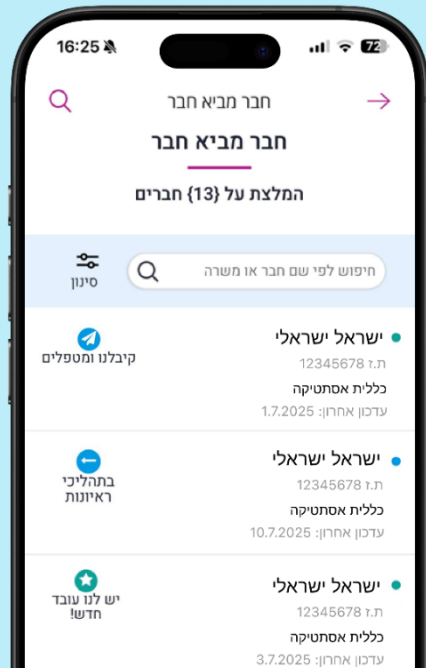 16:25
72
חבר מביא חבר
חבר מביא חבר
המלצת על {13} חברים
חיפוש לפי שם חבר או משרה
סינון
ישראל ישראלי
ת.ז 12345678
כללית אסתטיקה
עדכון אחרון: 1.7.2025
קיבלנו ומטפלים
ישראל ישראלי
ת.ז 12345678
כללית אסתטיקה
עדכון אחרון: 10.7.2025
בתהליכי
ראיונות
ישראל ישראלי
ת.ז 12345678
כללית אסתטיקה
עדכון אחרון: 3.7.2025
יש לנו עובד
חדש!